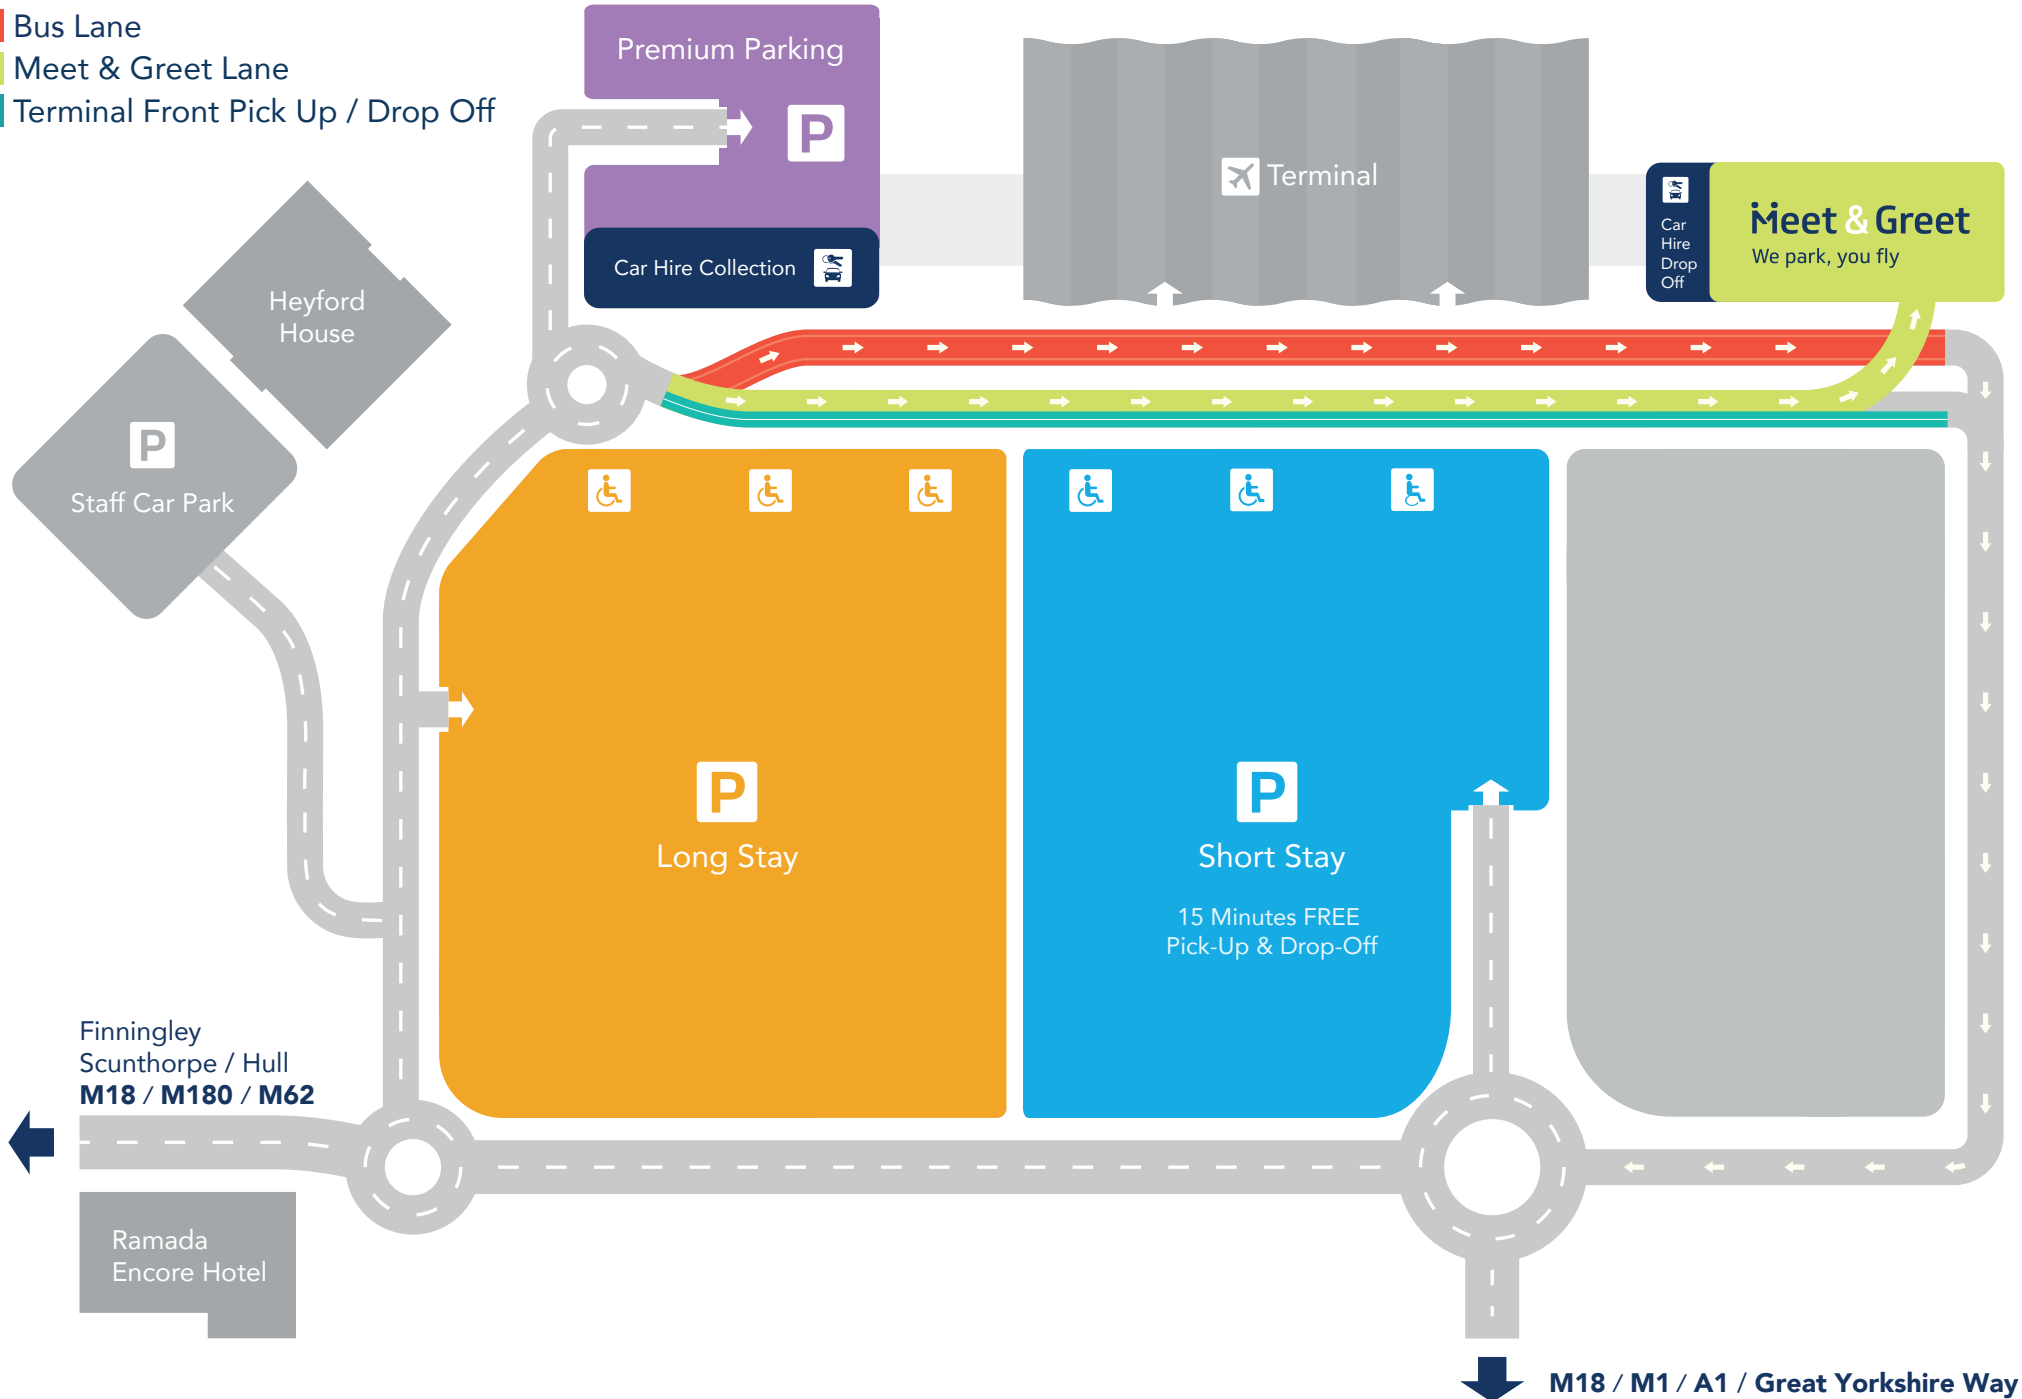 Bus Lane
Meet & Greet Lane
Terminal Front Pick Up / Drop Off
Premium Parking
P
Car Hire Collection
Terminal
Car
Hire
Drop
Off
Meet & Greet
We park, you fly
Heyford
House
P
Staff Car Park
P
Long Stay
P
Short Stay
15 Minutes FREE
Pick-Up & Drop-Off
Finningley
Scunthorpe / Hull
M18 / M180 / M62
Ramada
Encore Hotel
M18 / M1 / A1 / Great Yorkshire Way